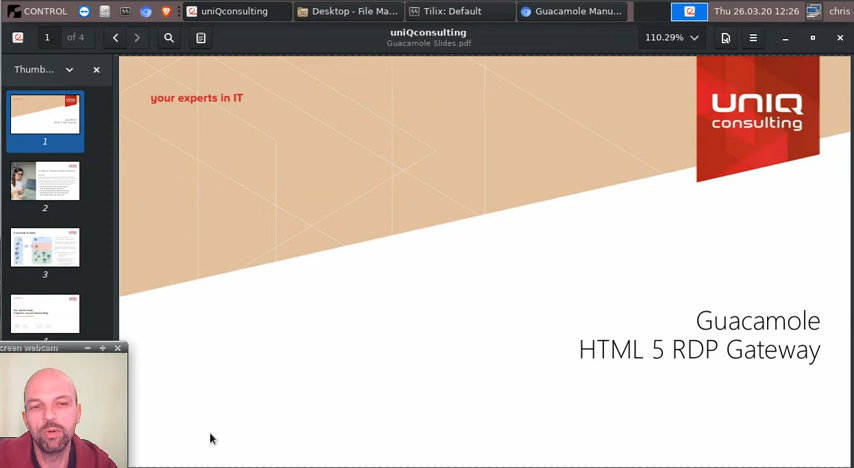 CONTROL
uniQconsulting
Desktop - File Ma...
Tilix: Default
Guacamole Manu...
Thu 26.03.20 12:26
chris
1 of 4
uniQconsulting
Guacamole Slides.pdf
110.29%
Thumb...
1
2
3
your experts in IT
UNIQ
consulting
Guacamole
HTML 5 RDP Gateway
creen webcam